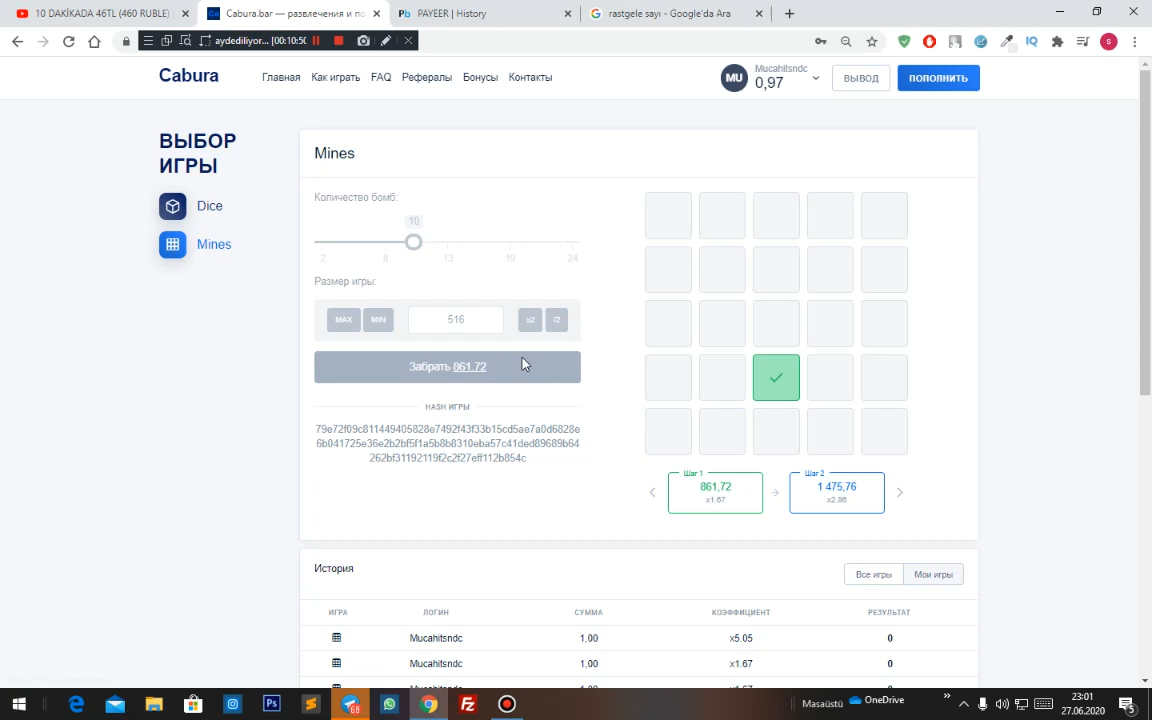 10 DAKİKADA 46TL (460 RUBLE)
Cabura.bar — развлечения и по
PAYEER | History
rastgele sayı - Google'da Ara
aydediliyor... [00:10:50]
IQ
s
Cabura
Главная
Как играть
FAQ
Рефералы
Бонусы
Контакты
MU
Mucahitsndc
0,97
ВЫВОД
ПОПОЛНИТЬ
ВЫБОР
ИГРЫ
Dice
Mines
Mines
Количество бомб:
10
2 8 13 19 24
Размер игры:
MAX
MIN
516
x2
/2
Забрать 861.72
HASH ИГРЫ
79e72f09c811449405828e7492f43f33b15cd5ae7a0d6828e
6b041725e36e2b2bf5f1a5b8b8310eba57c41ded89689b64
262bf31192119f2c2f27eff112b854c
Шаг 1
861,72
x1.67
Шаг 2
1 475,76
x2.86
История
Все игры
Мои игры
ИГРА ЛОГИН СУММА КОЭФФИЦИЕНТ РЕЗУЛЬТАТ
Mucahitsndc 1,00 x5.05 0
Mucahitsndc 1,00 x1.67 0
Ps
68
Masaüstü
OneDrive
23:01
27.06.2020
5